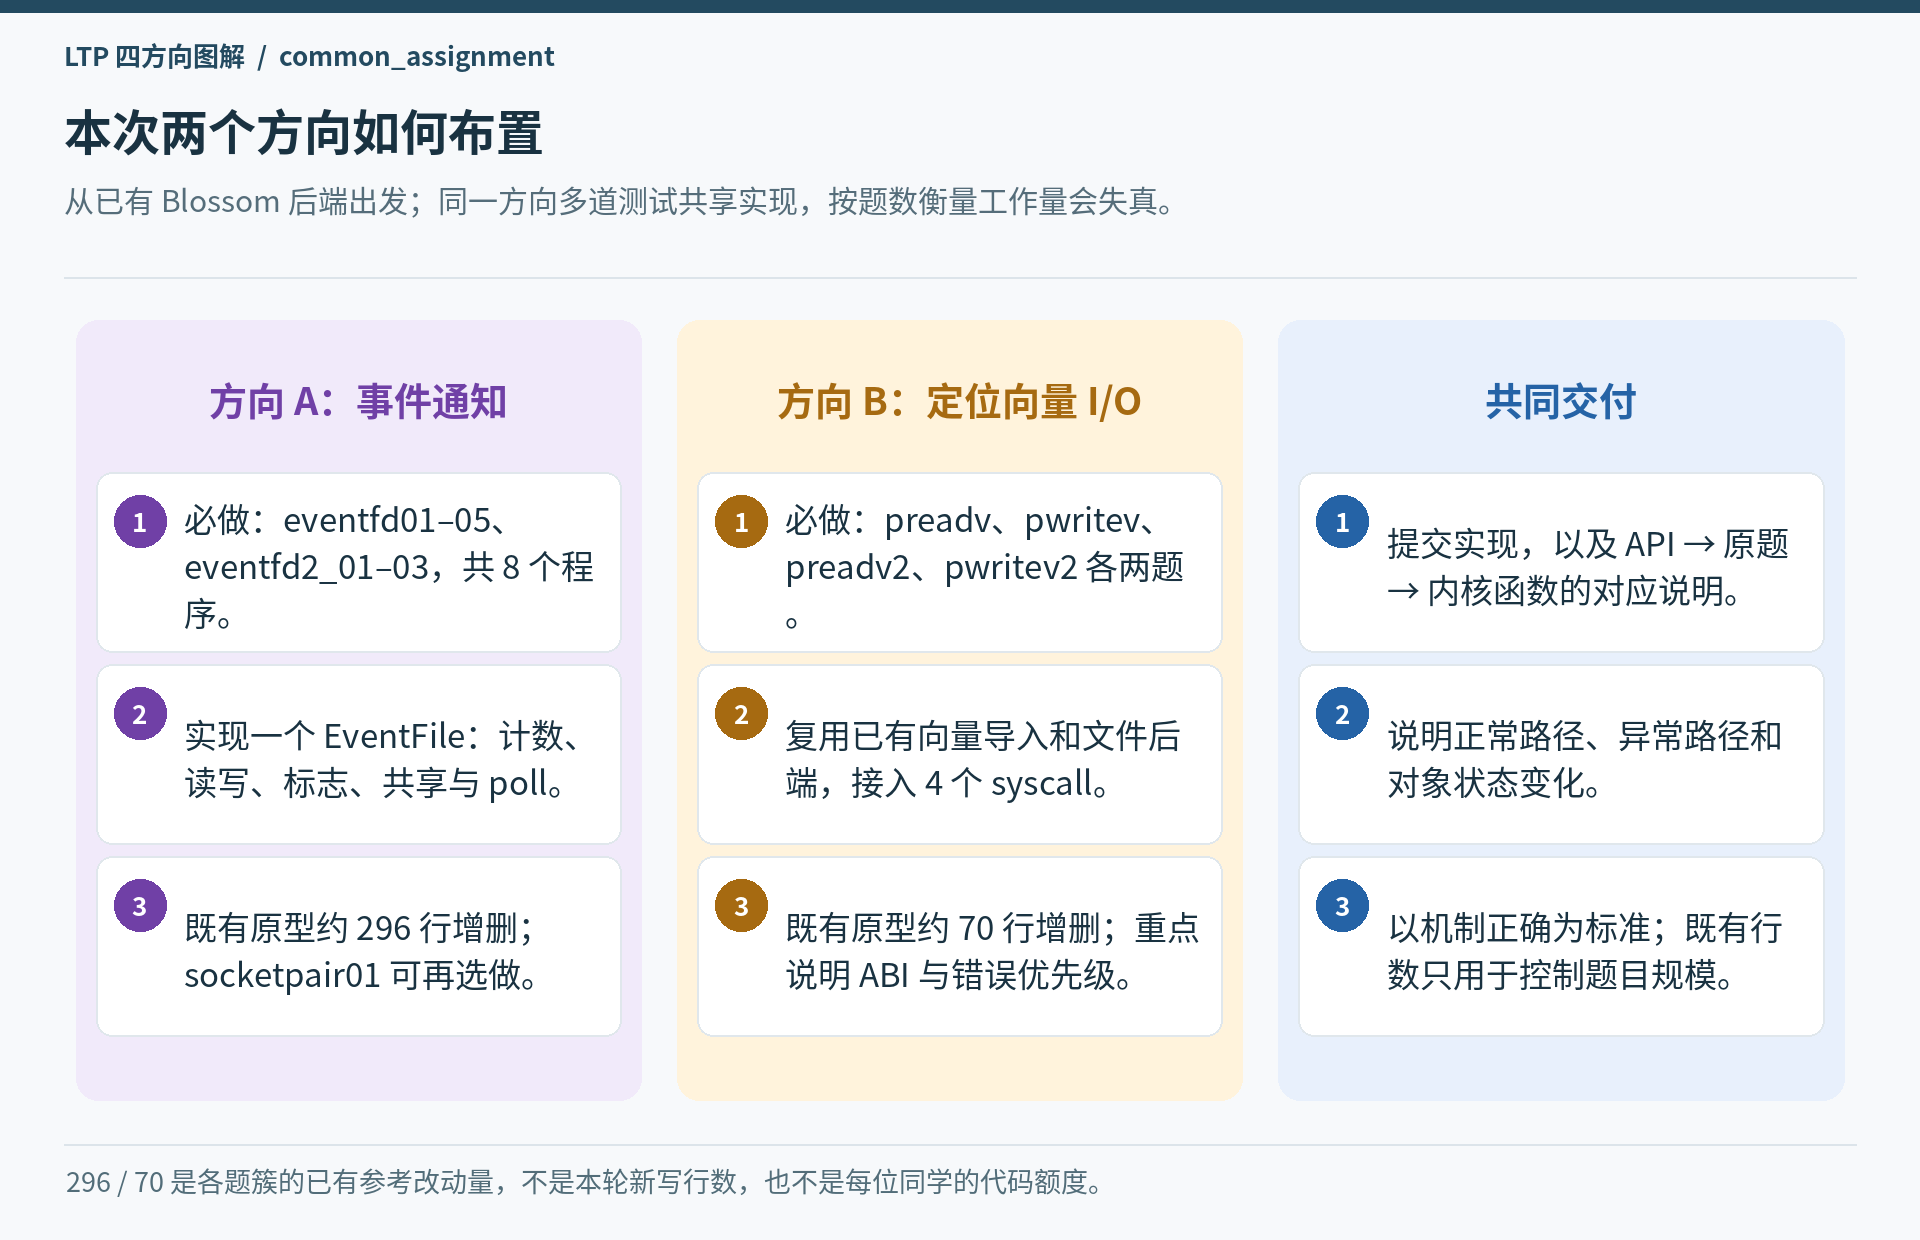 LTP 四方向图解 / common_assignment
本次两个方向如何布置
从已有 Blossom 后端出发；同一方向多道测试共享实现，按题数衡量工作量会失真。
方向 A：事件通知
1
必做：eventfd01–05、
eventfd2_01–03，共 8 个程
序。
2
实现一个 EventFile：计数、
读写、标志、共享与 poll。
3
既有原型约 296 行增删；
socketpair01 可再选做。
方向 B：定位向量 I/O
1
必做：preadv、pwritev、
preadv2、pwritev2 各两题
。
2
复用已有向量导入和文件后
端，接入 4 个 syscall。
3
既有原型约 70 行增删；重点
说明 ABI 与错误优先级。
共同交付
1
提交实现，以及 API → 原题
→ 内核函数的对应说明。
2
说明正常路径、异常路径和
对象状态变化。
3
以机制正确为标准；既有行
数只用于控制题目规模。
296 / 70 是各题簇的已有参考改动量，不是本轮新写行数，也不是每位同学的代码额度。